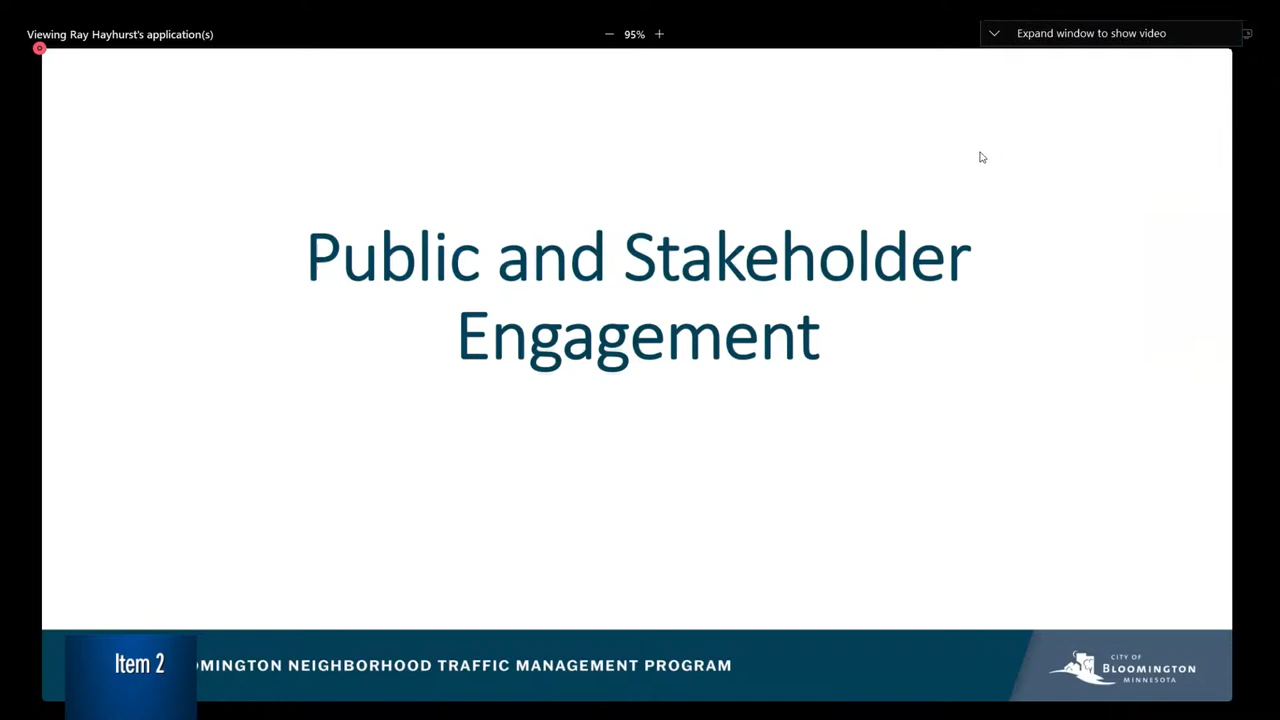 Viewing Ray Hayhurst's application(s)
95%
Expand window to show video
Public and Stakeholder
Engagement
Item 2
OMINGTON NEIGHBORHOOD TRAFFIC MANAGEMENT PROGRAM
CITY OF
BLOOMINGTON
MINNESOTA